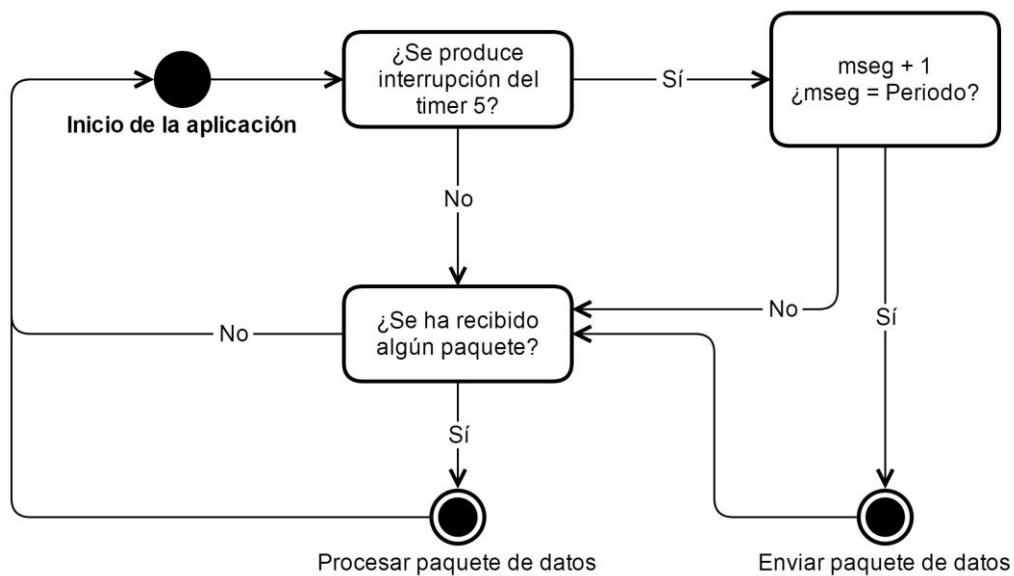 ¿Se produce
interrupción del
timer 5?
Sí
mseg + 1
¿mseg = Periodo?
Inicio de la aplicación
No
¿Se ha recibido
algún paquete?
No
No
Sí
Sí
Procesar paquete de datos
Enviar paquete de datos